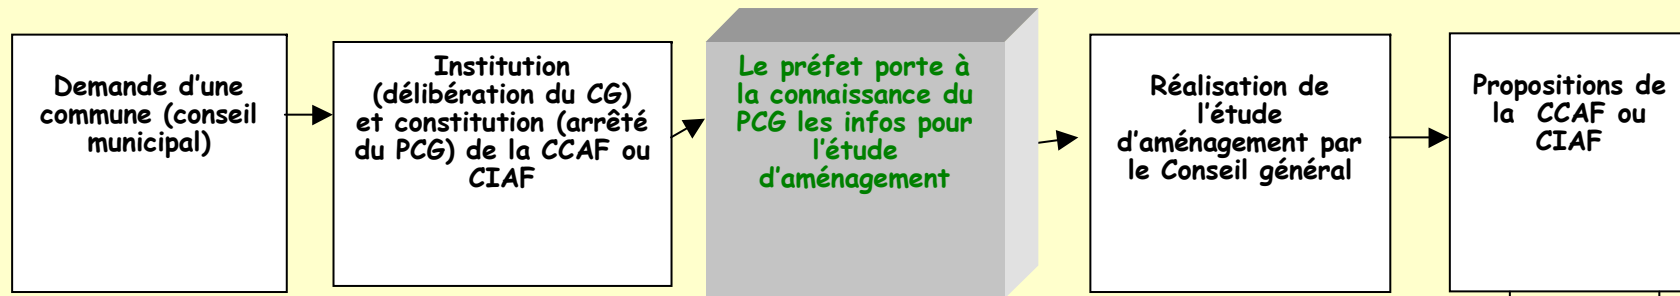 Demande d'une
commune (conseil
municipal)
Institution
(délibération du CG)
et constitution (arrêté
du PCG) de la CCAF ou
CIAF
Le préfet porte à
la connaissance du
PCG les infos pour
l'étude
d'aménagement
Réalisation de
l'étude
d'aménagement par
le Conseil général
Propositions de
la CCAF ou
CIAF